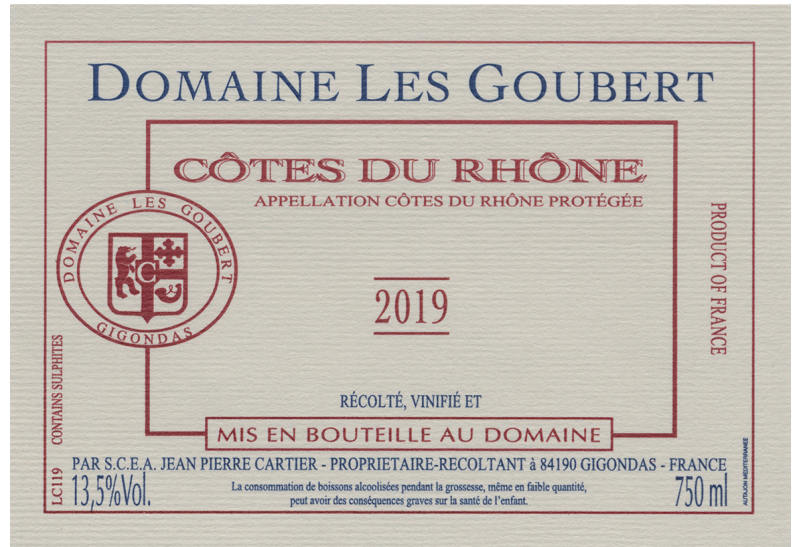 DOMAINE LES GOUBERT
CÔTES DU RHÔNE
APPELLATION CÔTES DU RHÔNE PROTÉGÉE
DOMAINE LES GOUBERT
C
GIGONDAS
2019
PRODUCT OF FRANCE
RÉCOLTÉ, VINIFIÉ ET
MIS EN BOUTEILLE AU DOMAINE
CONTAINS SULPHITES
LC119
PAR S.C.E.A. JEAN PIERRE CARTIER - PROPRIETAIRE-RECOLTANT à 84190 GIGONDAS - FRANCE
13,5%Vol.
La consommation de boissons alcoolisées pendant la grossesse, même en faible quantité,
peut avoir des conséquences graves sur la santé de l'enfant.
750 ml
AUTAJON MEDITERRANEE